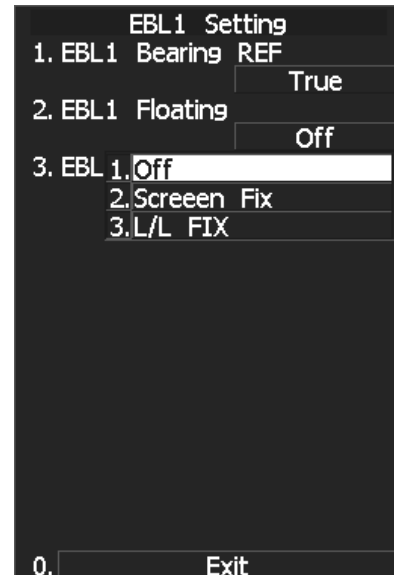 EBL1 Setting
1. EBL1 Bearing REF
True
2. EBL1 Floating
Off
3. EBL
1. Off
2. Screeen Fix
3. L/L FIX
0. Exit